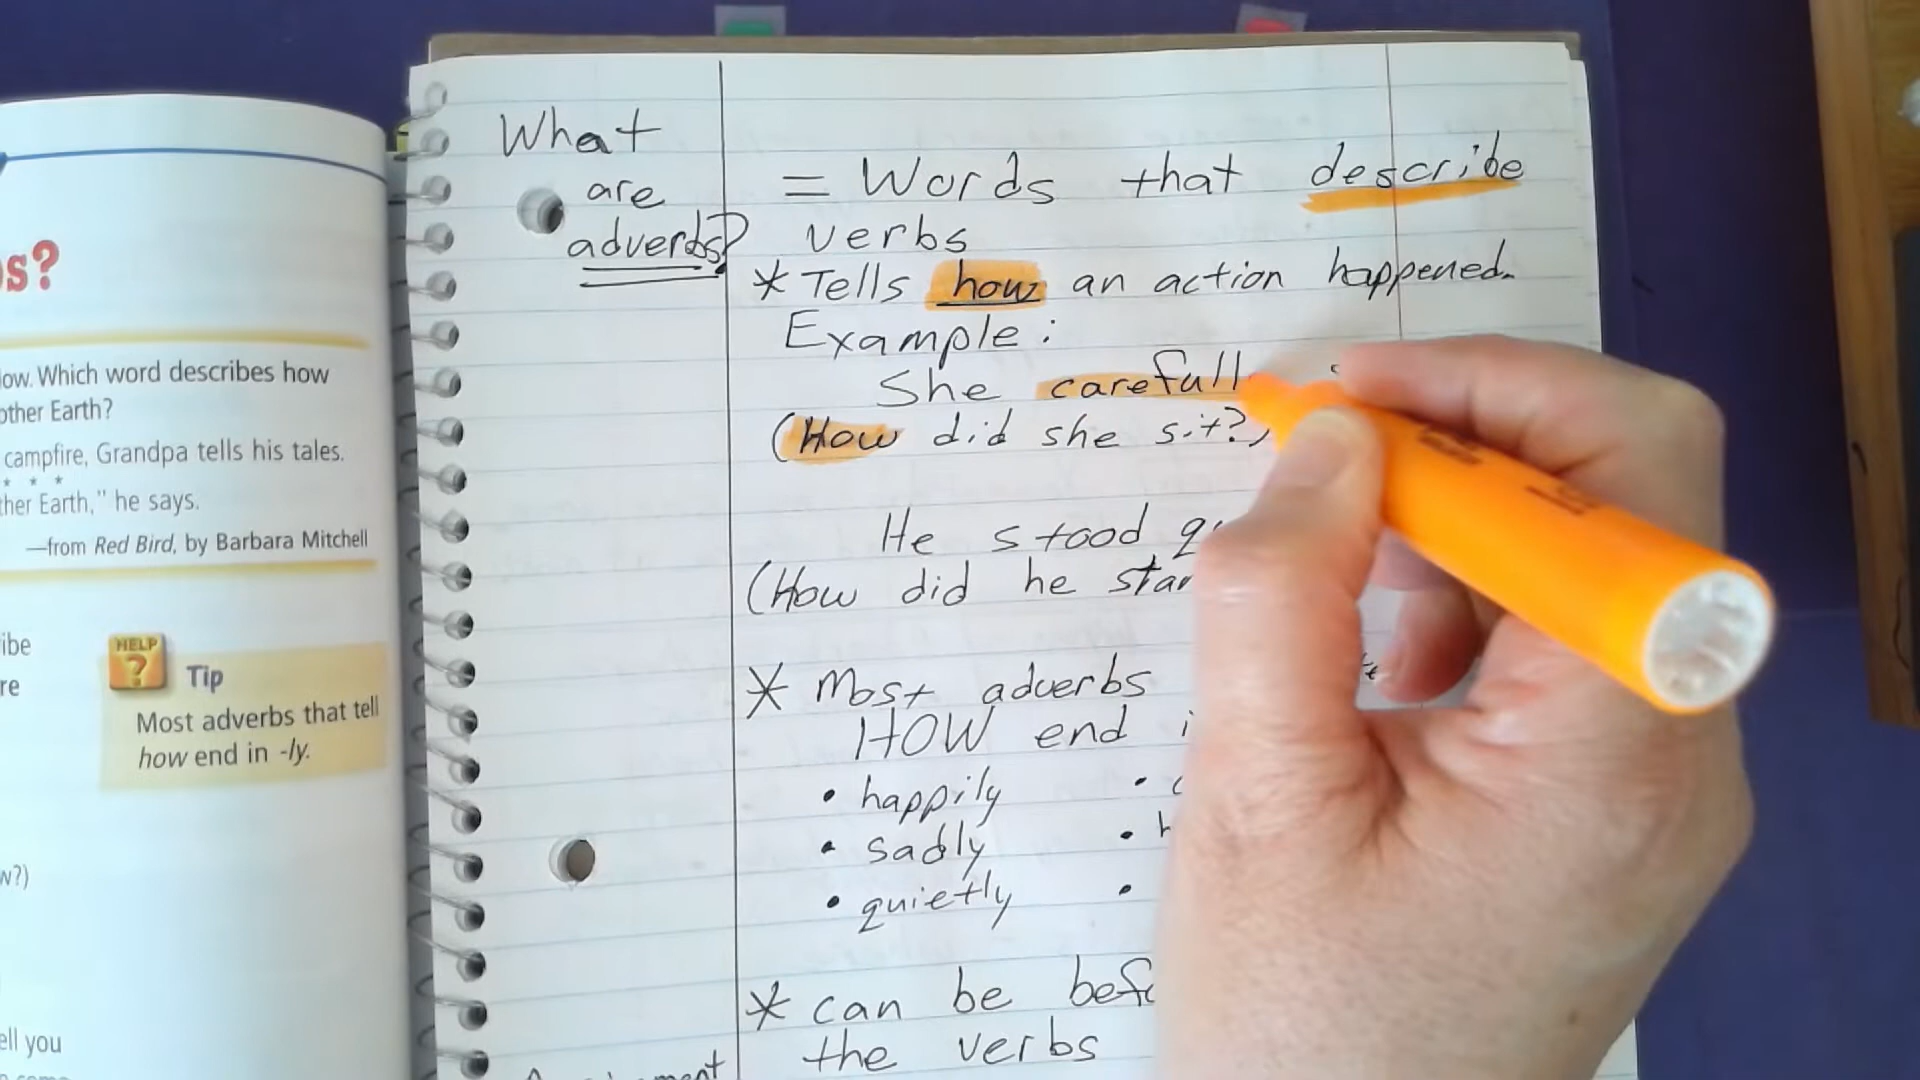 s?
ow. Which word describes how
other Earth?
campfire, Grandpa tells his tales.
* * *
ther Earth," he says.
—from Red Bird, by Barbara Mitchell
ibe
re
HELP
?
Tip
Most adverbs that tell
how end in -ly.
w?)
ell you
What
are
adverbs?
= Words that describe
verbs
* Tells how an action happened.
Example:
She carefull
(How did she sit?)
He stood
(How did he
* Most adverbs
HOW end
• happily
• sadly
• quietly
* can be
the verbs